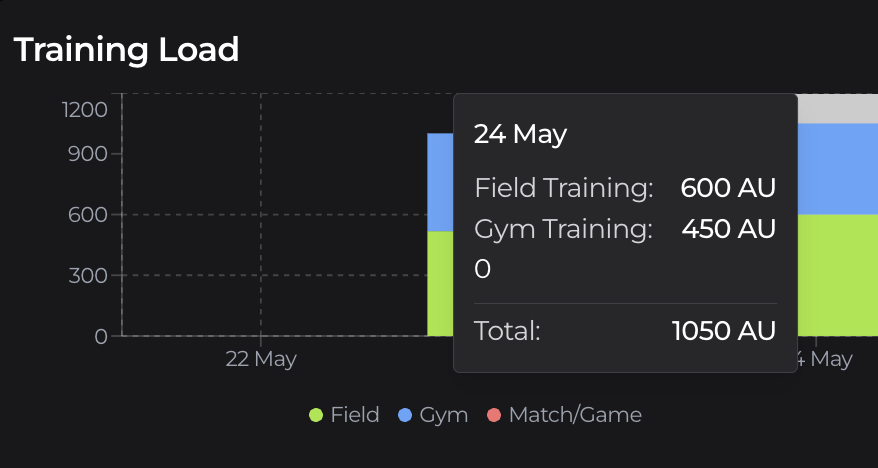 Training Load
1200
900
600
300
0
24 May
Field Training: 600 AU
Gym Training: 450 AU
0
Total: 1050 AU
22 May
4 May
Field
Gym
Match/Game